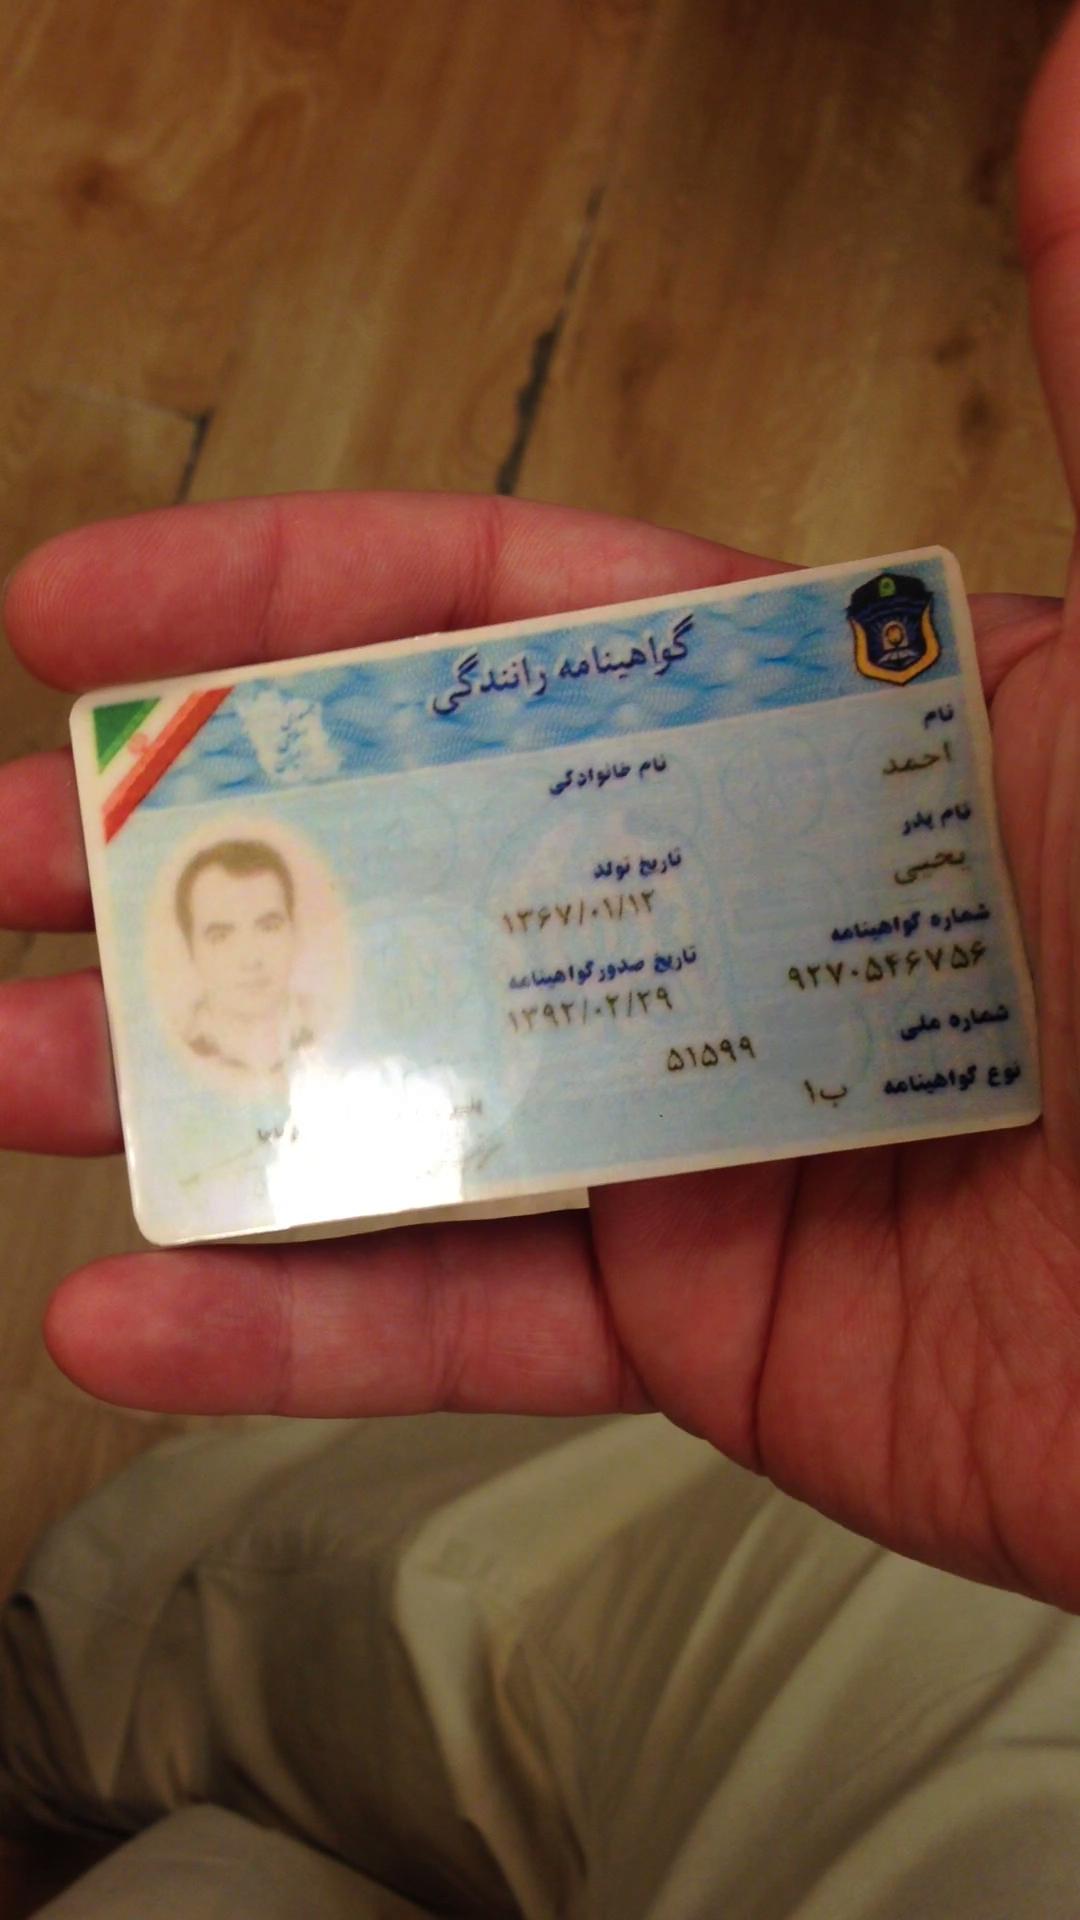 گواهینامه رانندگی
نام
احمد
نام خانوادگی
نام پدر
یحیی
تاریخ تولد
۱۳۶۷/۰۱/۱۲
شماره گواهینامه
۹۲۷۰۵۴۶۷۵۶
تاریخ صدور گواهینامه
۱۳۹۲/۰۲/۲۹
شماره ملی
۵۱۵۹۹
نوع گواهینامه ب۱